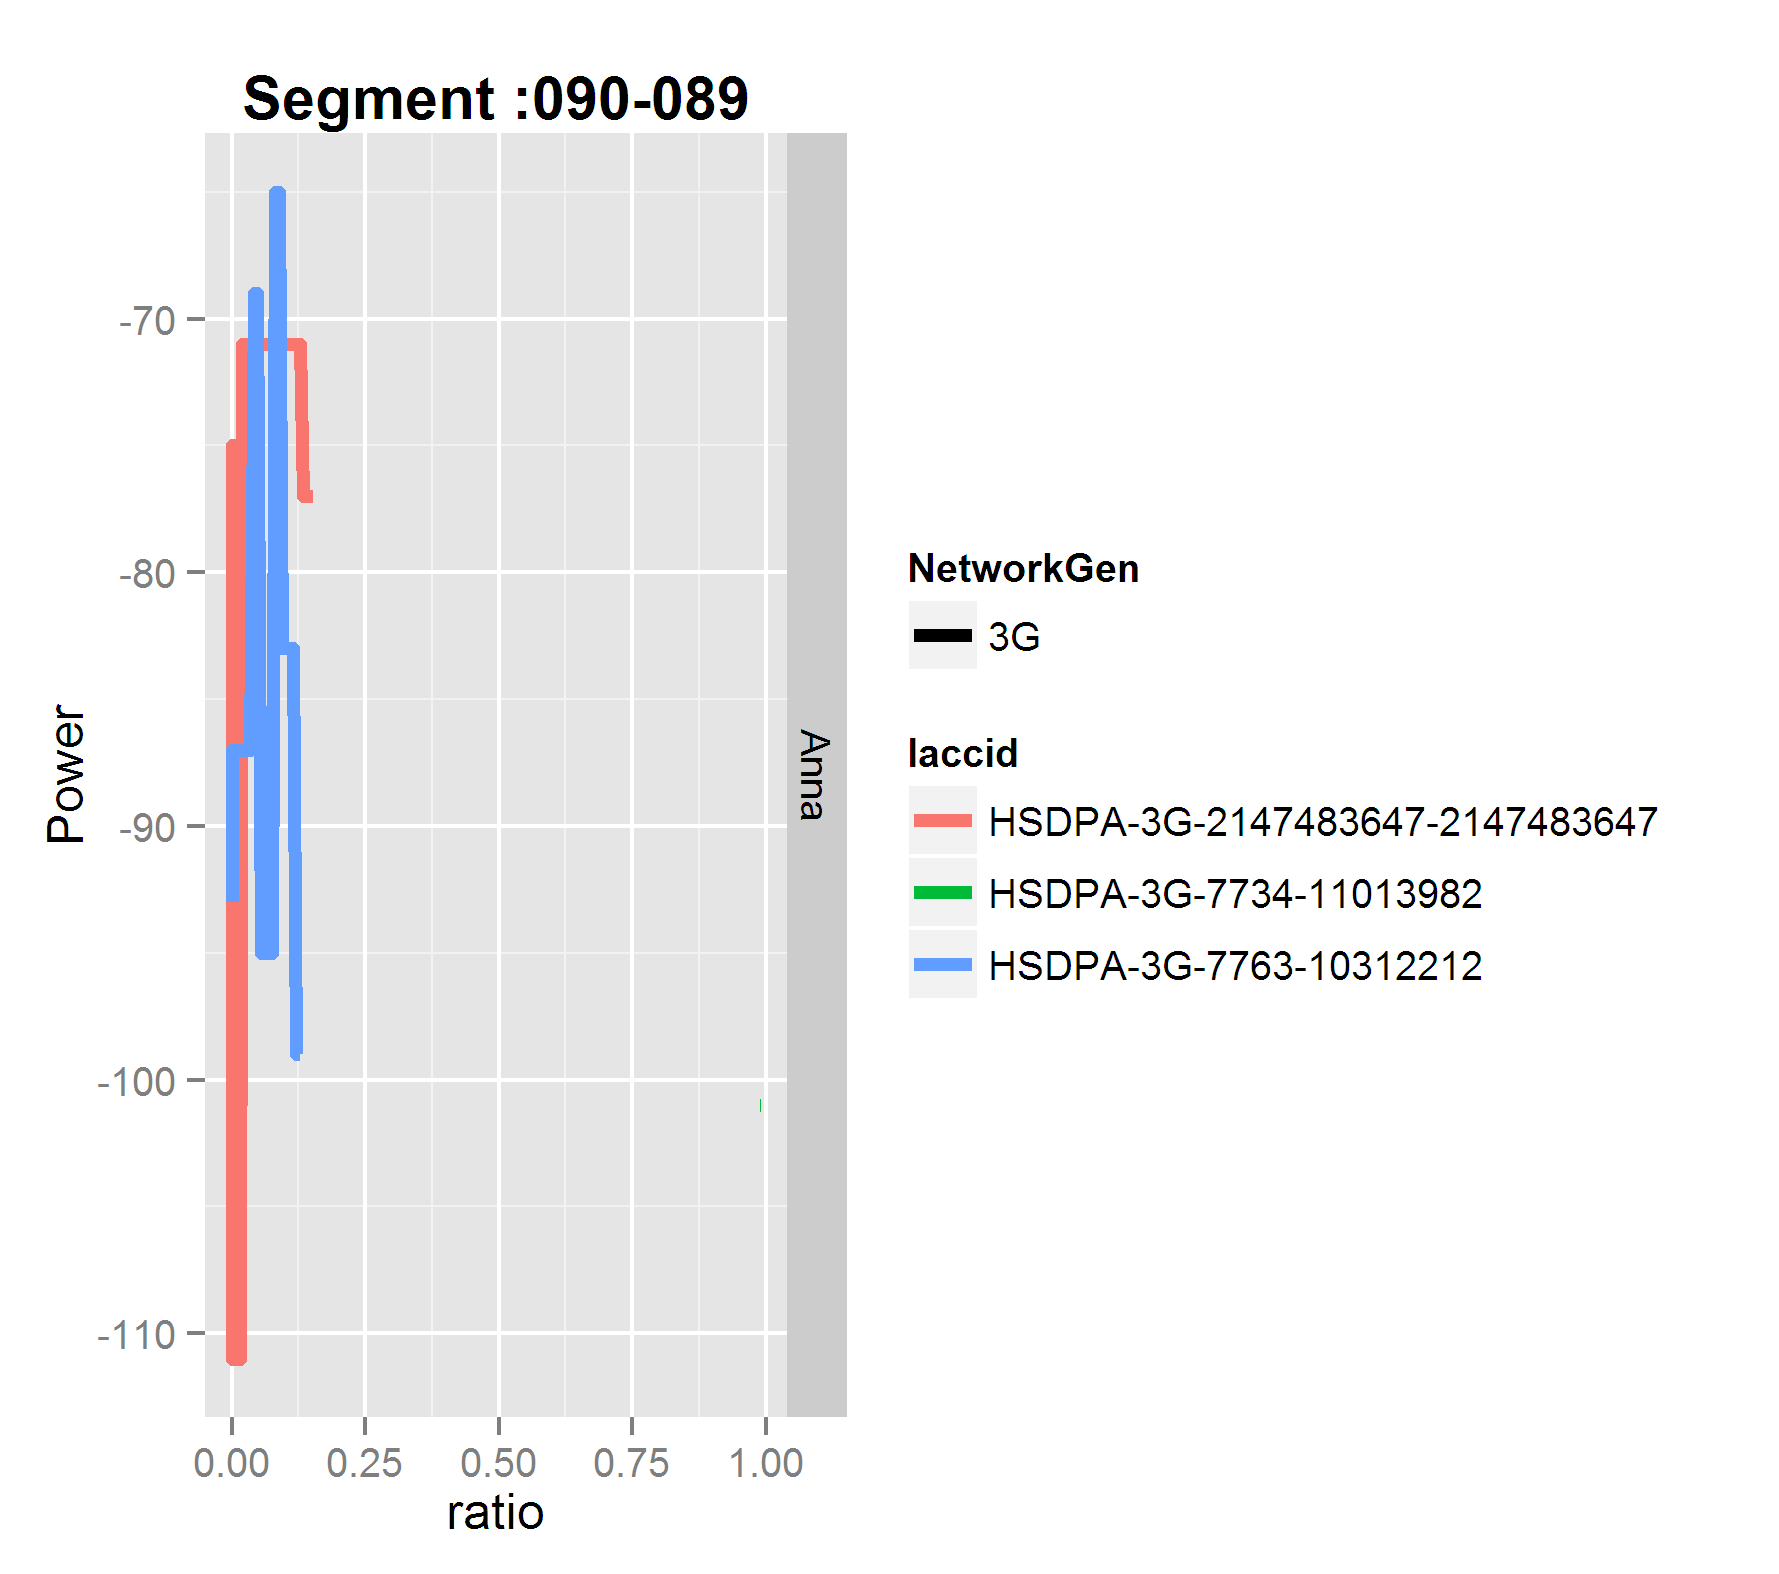 Segment :090-089
-70
-80
-90
-100
-110
Power
0.00 0.25 0.50 0.75 1.00
ratio
Anna
NetworkGen
3G
laccid
HSDPA-3G-2147483647-2147483647
HSDPA-3G-7734-11013982
HSDPA-3G-7763-10312212